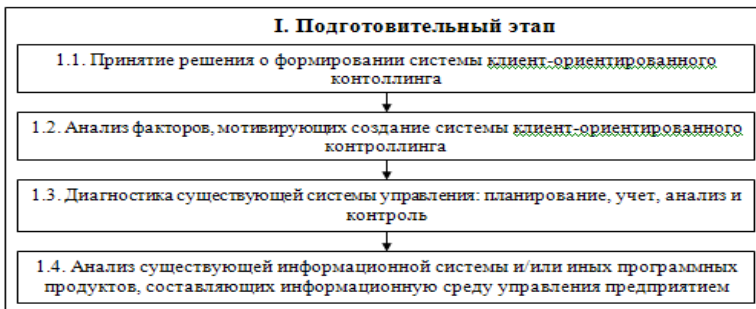 I. Подготовительный этап
1.1. Принятие решения о формировании системы клиент-ориентированного
контоллинга
1.2. Анализ факторов, мотивирующих создание системы клиент-ориентированного
контроллинга
1.3. Диагностика существующей системы управления: планирование, учет, анализ и
контроль
1.4. Анализ существующей информационной системы и/или иных программных
продуктов, составляющих информационную среду управления предприятием